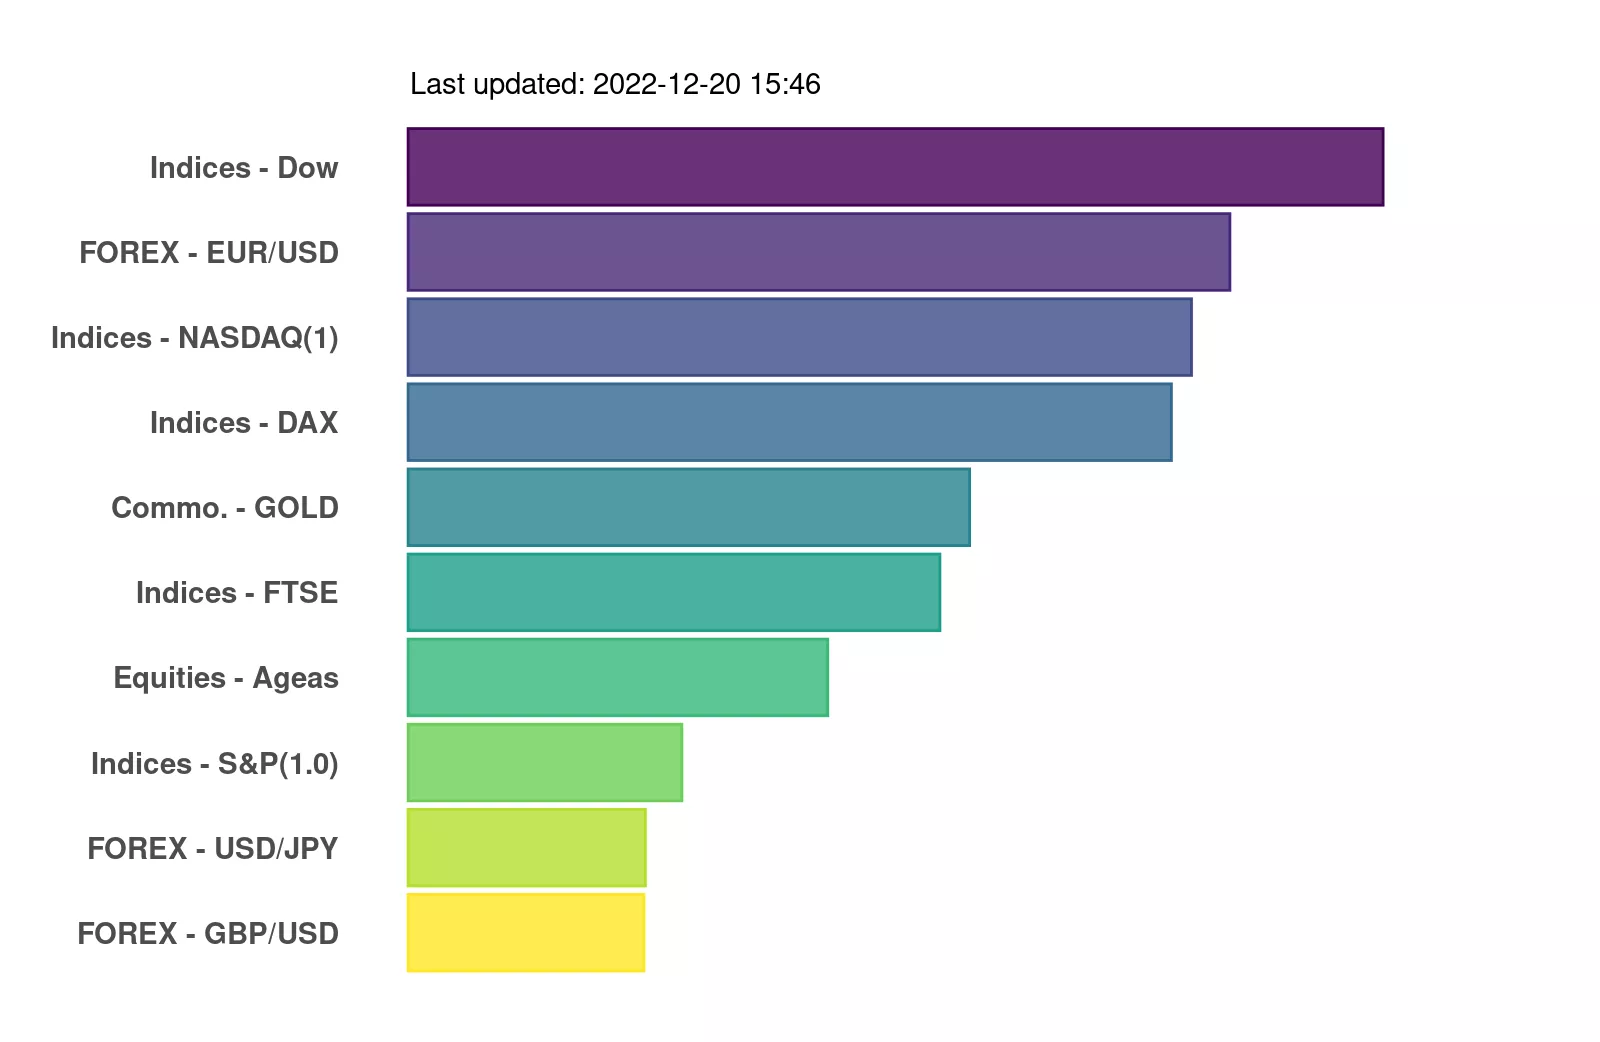 Last updated: 2022-12-20 15:46
Indices - Dow
FOREX - EUR/USD
Indices - NASDAQ(1)
Indices - DAX
Commo. - GOLD
Indices - FTSE
Equities - Ageas
Indices - S&P(1.0)
FOREX - USD/JPY
FOREX - GBP/USD